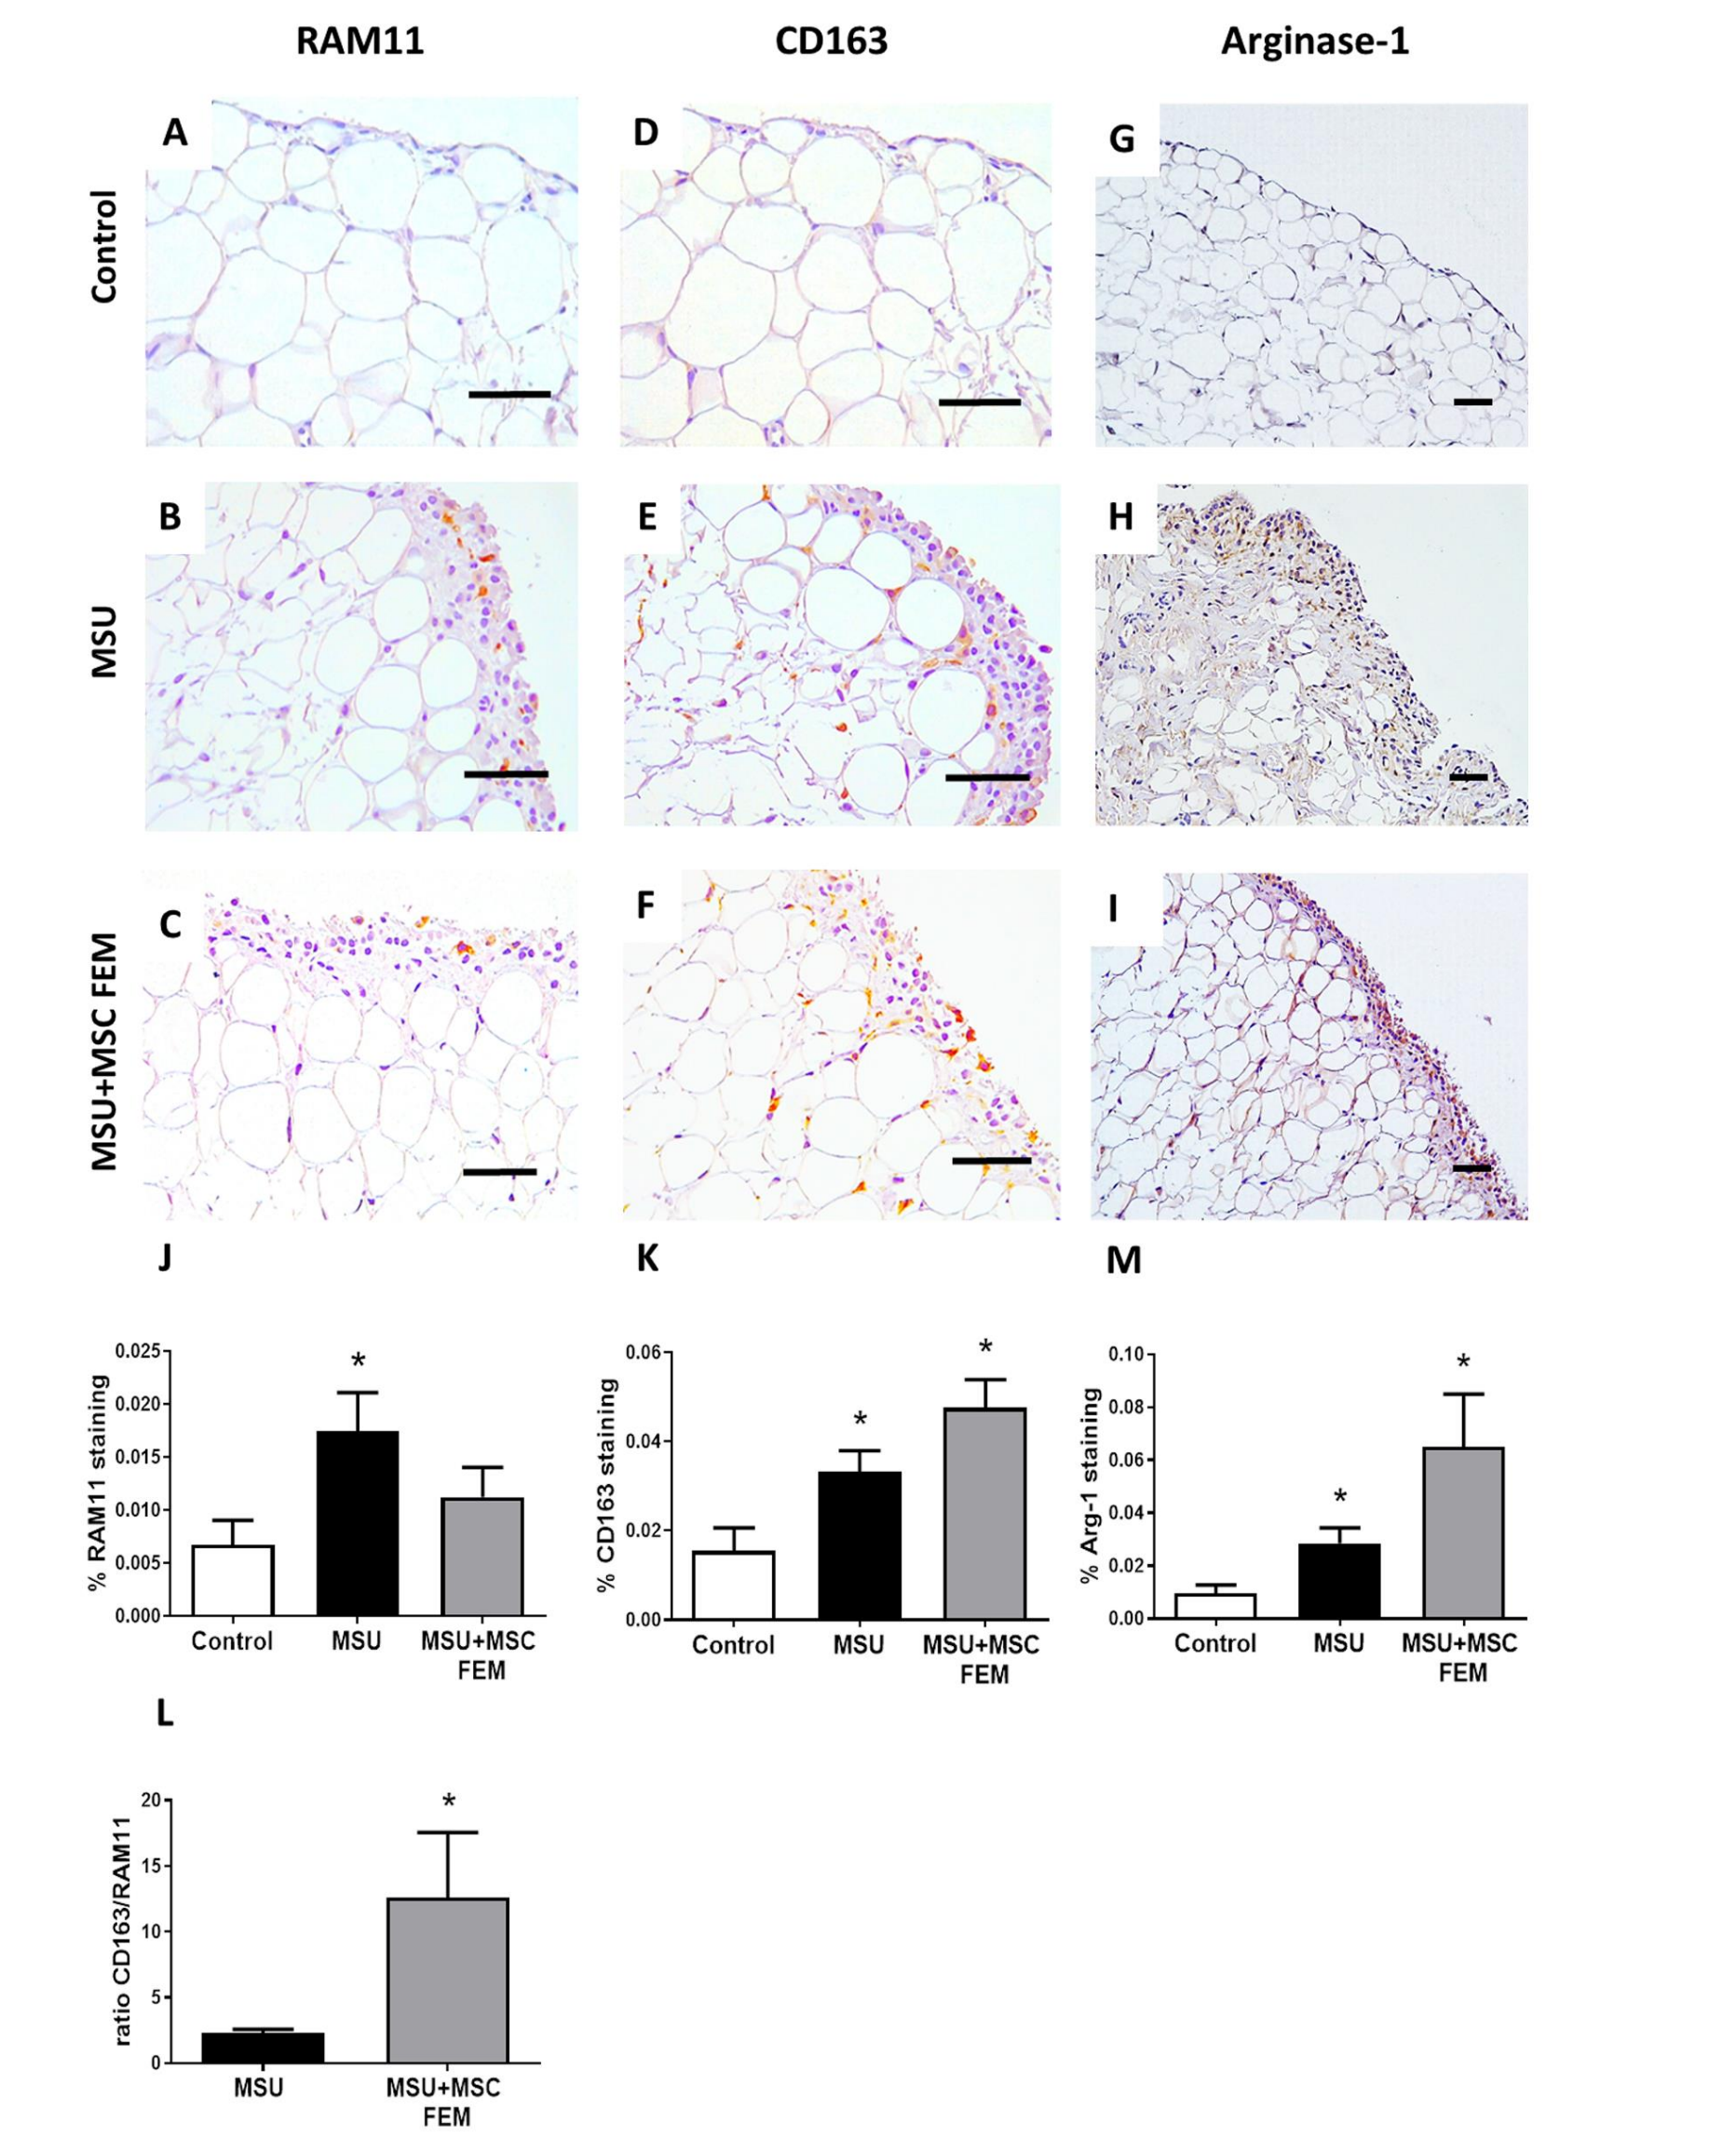 RAM11 CD163 Arginase-1
Control
A
D
G
MSU
B
E
H
MSU+MSC FEM
C
F
I
J
% RAM11 staining
0.025
0.020
0.015
0.010
0.005
0.000
*
Control MSU MSU+MSC
FEM
K
% CD163 staining
0.06
0.04
0.02
0.00
*
*
Control MSU MSU+MSC
FEM
M
% Arg-1 staining
0.10
0.08
0.06
0.04
0.02
0.00
*
*
Control MSU MSU+MSC
FEM
L
ratio CD163/RAM11
20
15
10
5
0
*
MSU MSU+MSC
FEM